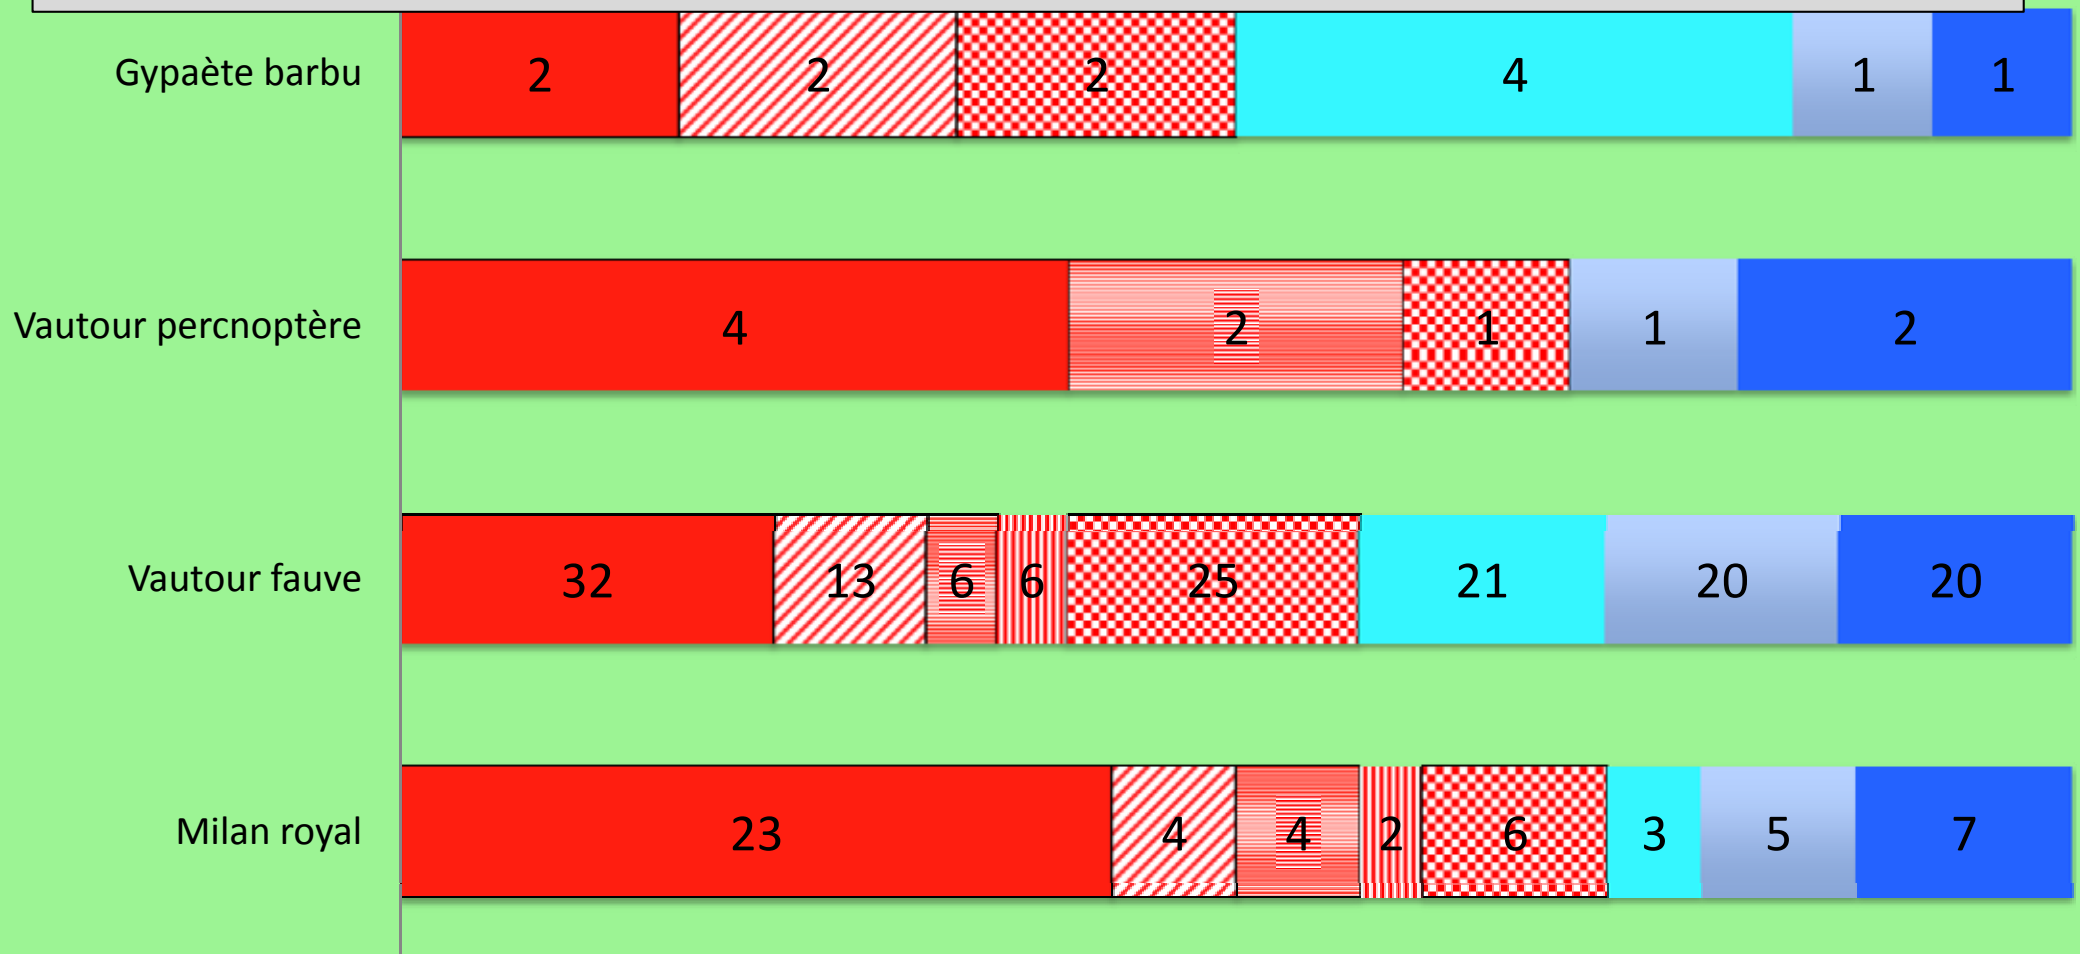 Gypaète barbu 2 2 2 4 1 1
Vautour percnoptère 4 2 1 1 2
Vautour fauve 32 13 6 6 25 21 20 20
Milan royal 23 4 4 2 6 3 5 7